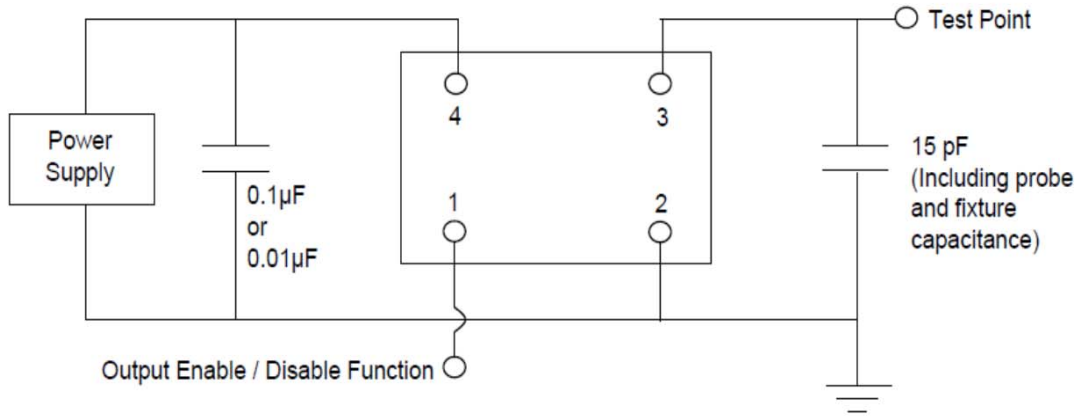 Test Point
4
3
Power
Supply
15 pF
(Including probe
and fixture
capacitance)
0.1µF
or
0.01µF
1
2
Output Enable / Disable Function